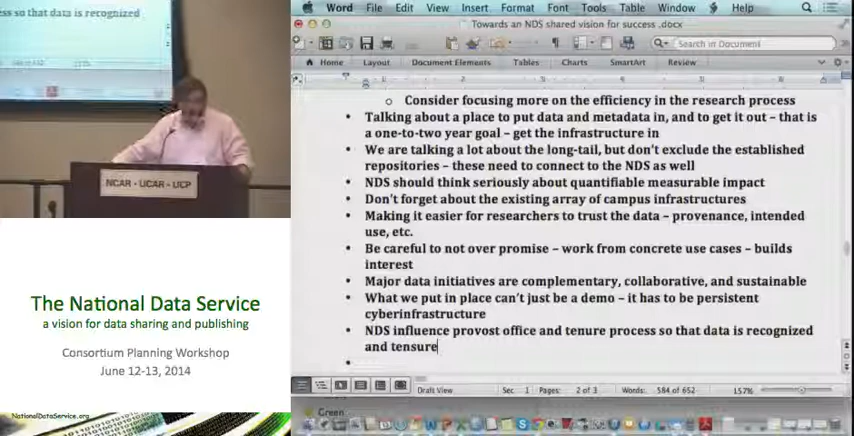 ss so that data is recognized
NCAR - UCAR - UCP
The National Data Service
a vision for data sharing and publishing
Consortium Planning Workshop
June 12-13, 2014
NationalDataService.org
Word File Edit View Insert Format Font Tools Table Window Help
Towards an NDS shared vision for success .docx
Search in Document
Home Layout Document Elements Tables Charts SmartArt Review
o Consider focusing more on the efficiency in the research process
• Talking about a place to put data and metadata in, and to get it out – that is
a one-to-two year goal – get the infrastructure in
• We are talking a lot about the long-tail, but don't exclude the established
repositories – these need to connect to the NDS as well
• NDS should think seriously about quantifiable measurable impact
• Don't forget about the existing array of campus infrastructures
• Making it easier for researchers to trust the data – provenance, intended
use, etc.
• Be careful to not over promise – work from concrete use cases – builds
interest
• Major data initiatives are complementary, collaborative, and sustainable
• What we put in place can't just be a demo – it has to be persistent
cyberinfrastructure
• NDS influence provost office and tenure process so that data is recognized
and tensure
•
Draft View Sec 1 Pages: 2 of 3 Words: 584 of 652 157%
Green